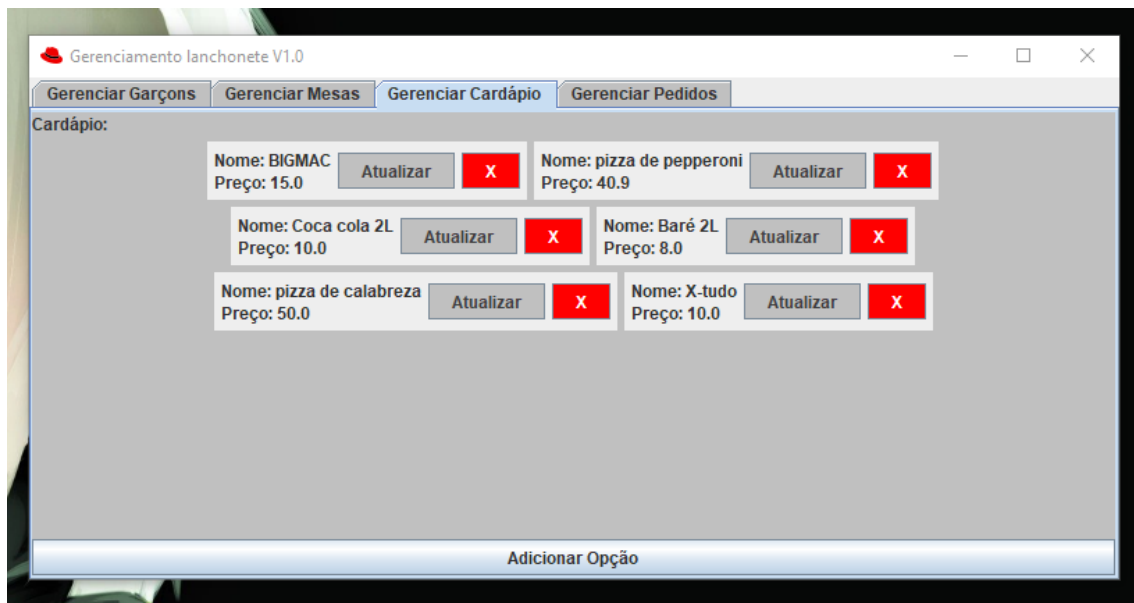 Gerenciamento lanchonete V1.0
Gerenciar Garçons Gerenciar Mesas Gerenciar Cardápio Gerenciar Pedidos
Cardápio:
Nome: BIGMAC
Preço: 15.0
Atualizar
X
Nome: pizza de pepperoni
Preço: 40.9
Atualizar
X
Nome: Coca cola 2L
Preço: 10.0
Atualizar
X
Nome: Baré 2L
Preço: 8.0
Atualizar
X
Nome: pizza de calabreza
Preço: 50.0
Atualizar
X
Nome: X-tudo
Preço: 10.0
Atualizar
X
Adicionar Opção